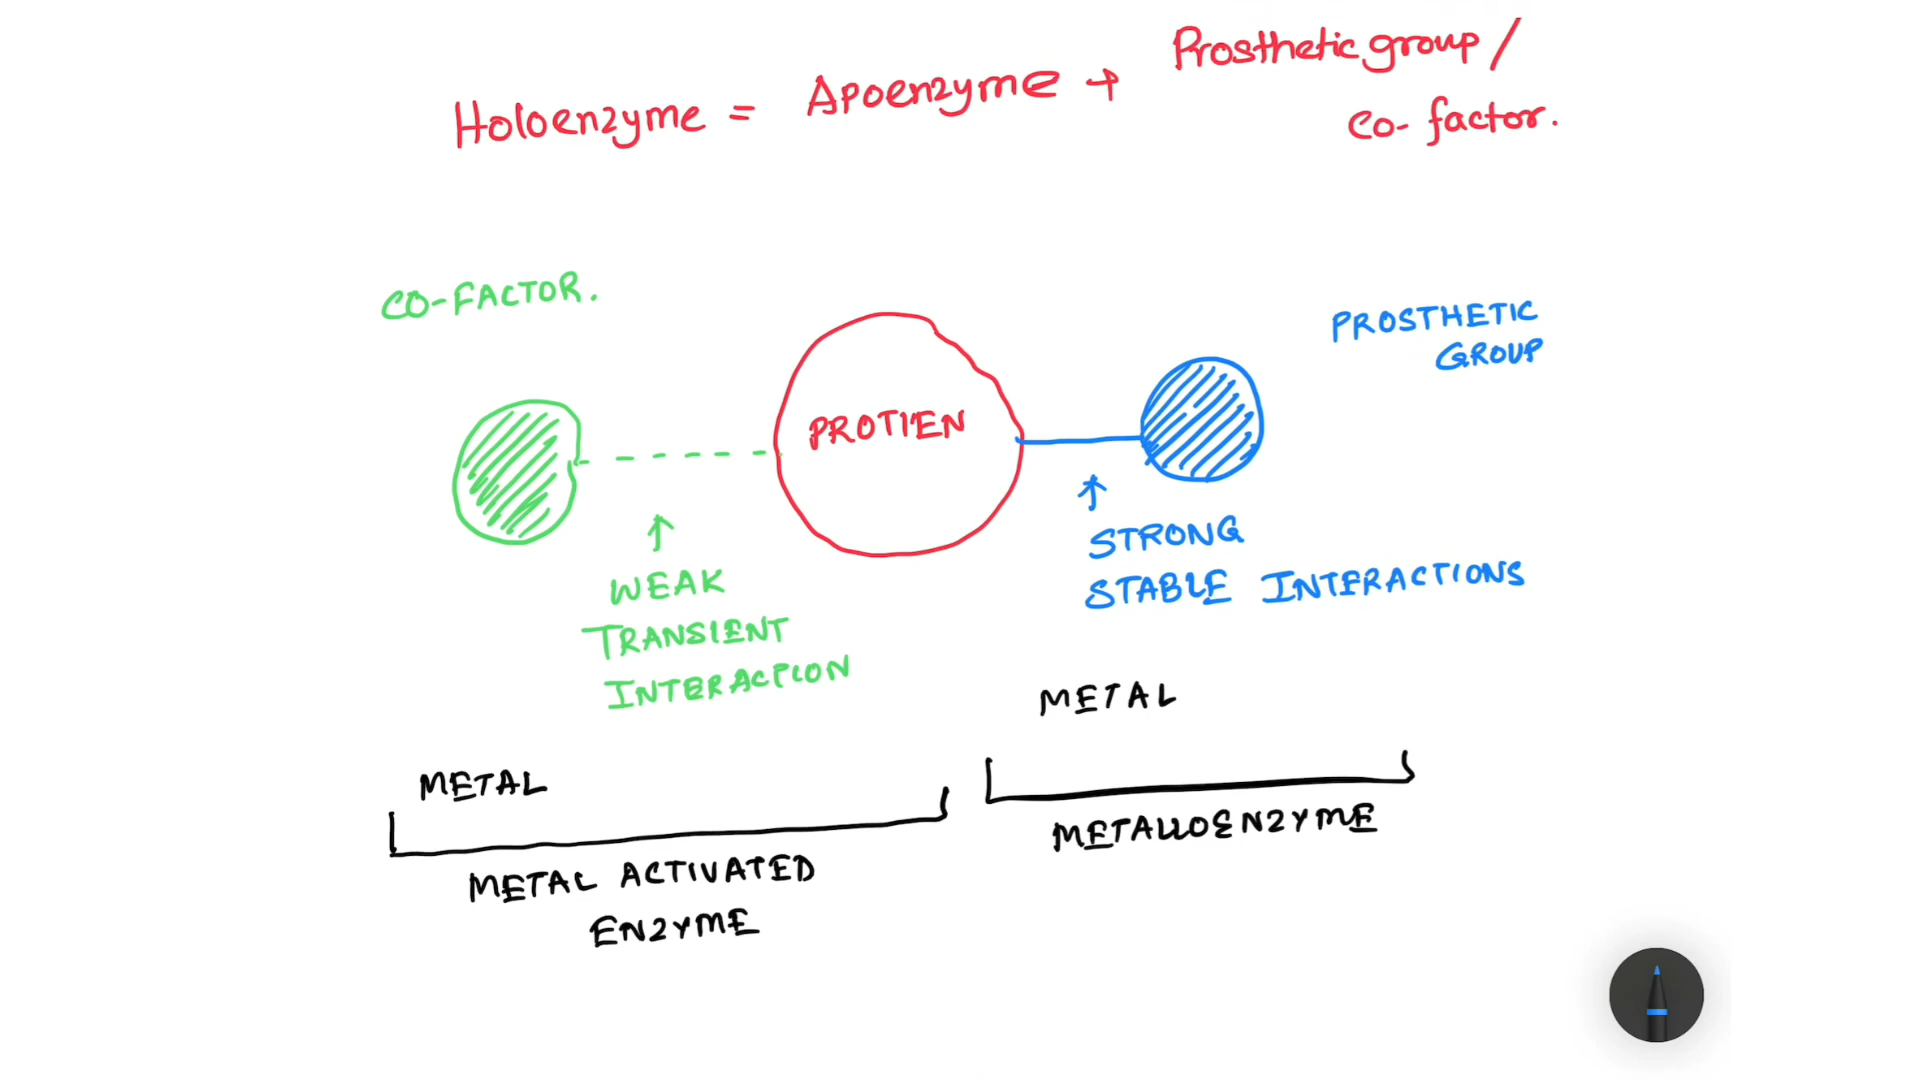 Holoenzyme = Apoenzyme + Prosthetic group /
co-factor.
CO-FACTOR.
PROSTHETIC
GROUP
PROTIEN
WEAK
TRANSIENT
INTERACTION
STRONG
STABLE INTERACTIONS
METAL
METAL ACTIVATED
ENZYME
METAL
METALLOENZYME